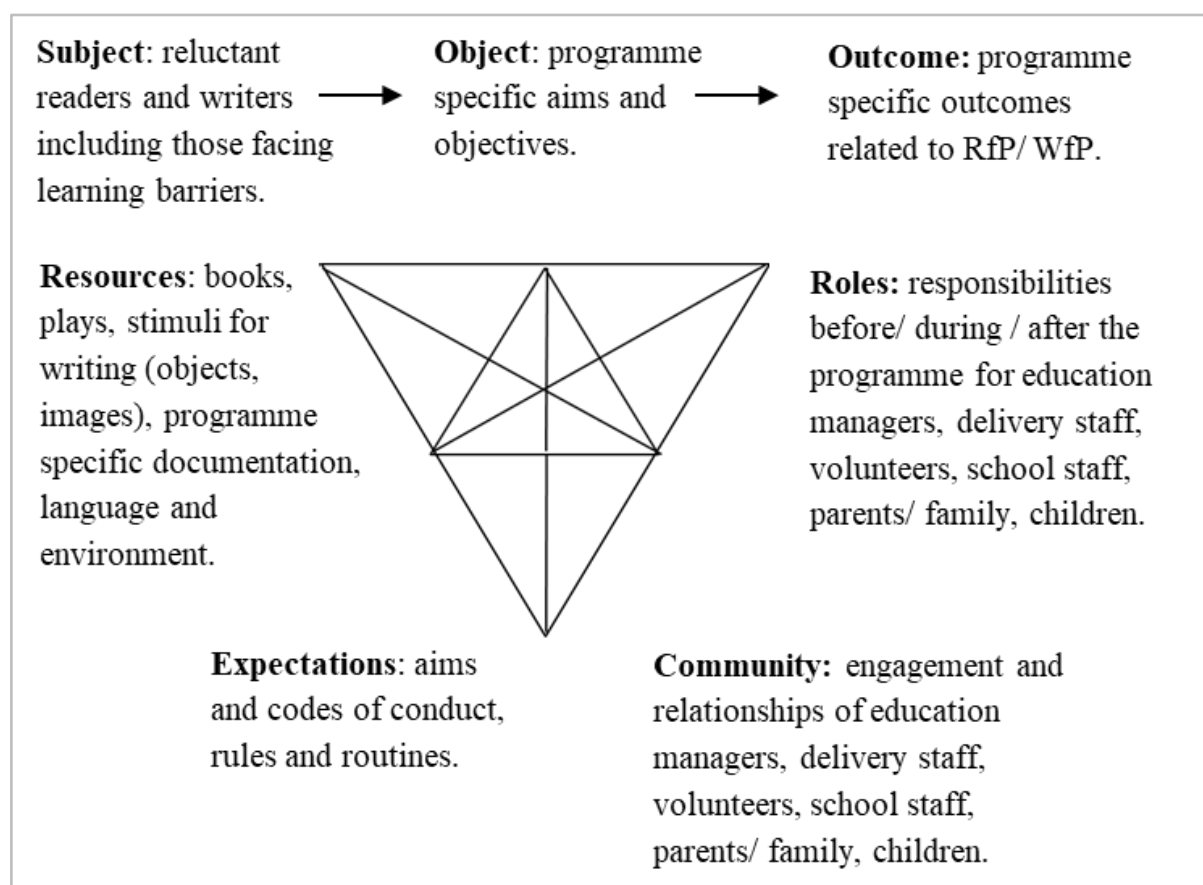 Subject: reluctant
readers and writers
including those facing
learning barriers.
Object: programme
specific aims and
objectives.
Outcome: programme
specific outcomes
related to RfP/ WfP.
Resources: books,
plays, stimuli for
writing (objects,
images), programme
specific documentation,
language and
environment.
Roles: responsibilities
before/ during / after the
programme for education
managers, delivery staff,
volunteers, school staff,
parents/ family, children.
Expectations: aims
and codes of conduct,
rules and routines.
Community: engagement and
relationships of education
managers, delivery staff,
volunteers, school staff,
parents/ family, children.